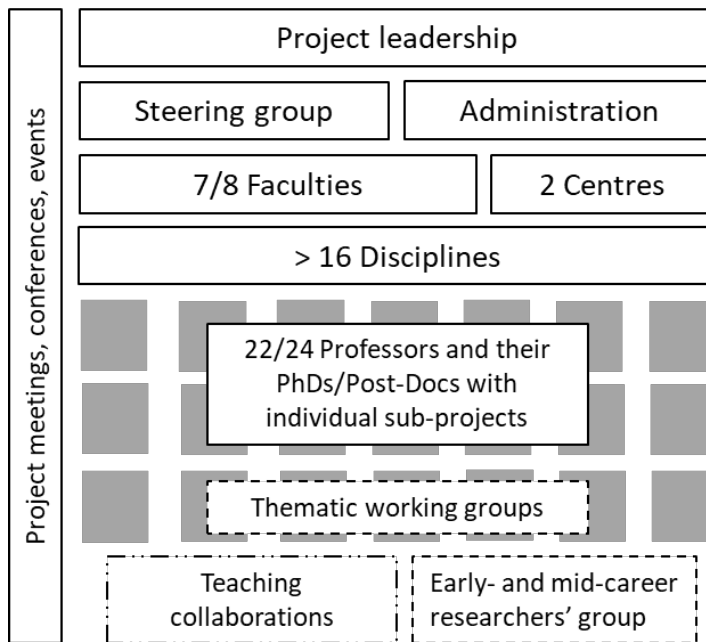 Project meetings, conferences, events
Project leadership
Steering group
Administration
7/8 Faculties
2 Centres
> 16 Disciplines
22/24 Professors and their
PhDs/Post-Docs with
individual sub-projects
Thematic working groups
Teaching
collaborations
Early- and mid-career
researchers’ group